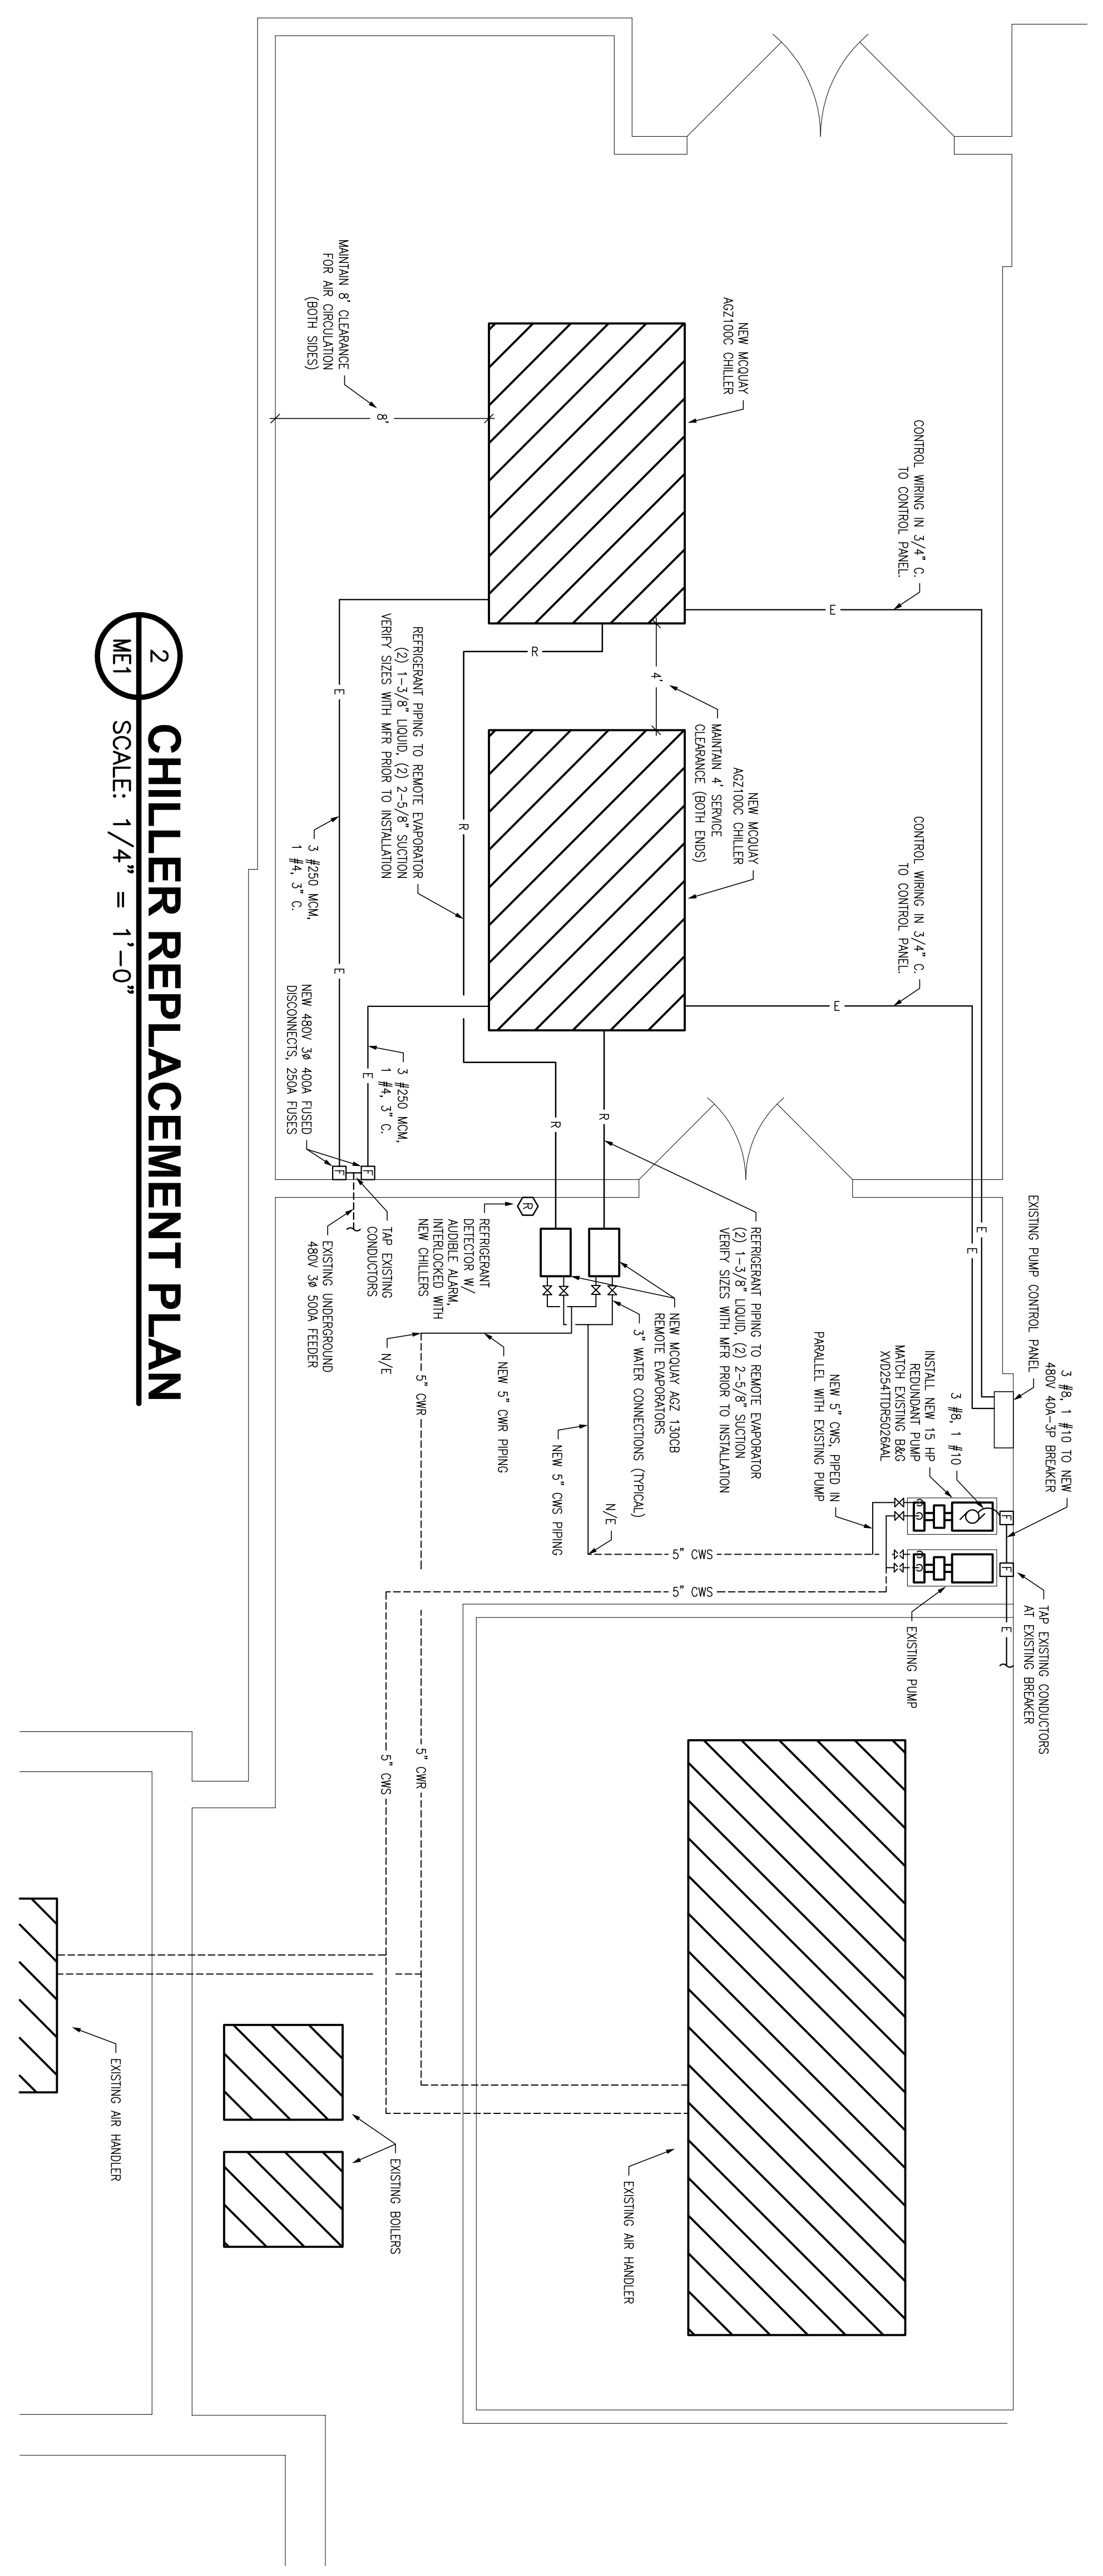 EXISTING PUMP CONTROL PANEL
3 #8, 1 #10 TO NEW
480V 40A-3P BREAKER
TAP EXISTING CONDUCTORS
AT EXISTING BREAKER
INSTALL NEW 15 HP
REDUNDANT PUMP
MATCH EXISTING B&G
XVD254TTDR5026AAL
3 #8, 1 #10
F
F
E
EXISTING PUMP
CONTROL WIRING IN 3/4" C.
TO CONTROL PANEL.
E
E
CONTROL WIRING IN 3/4" C.
TO CONTROL PANEL.
E
E
NEW 5" CWS, PIPED IN
PARALLEL WITH EXISTING PUMP
NEW MCQUAY
AGZ100C CHILLER
NEW MCQUAY
AGZ100C CHILLER
MAINTAIN 4' SERVICE
CLEARANCE (BOTH ENDS)
4'
REFRIGERANT PIPING TO REMOTE EVAPORATOR
(2) 1-3/8" LIQUID, (2) 2-5/8" SUCTION
VERIFY SIZES WITH MFR PRIOR TO INSTALLATION
5" CWS
5" CWS
NEW MCQUAY AGZ 130CB
REMOTE EVAPORATORS
3" WATER CONNECTIONS (TYPICAL)
N/E
NEW 5" CWS PIPING
R
R
R
R
R
REFRIGERANT
DETECTOR W/
AUDIBLE ALARM,
INTERLOCKED WITH
NEW CHILLERS
NEW 5" CWR PIPING
5" CWR
N/E
5" CWR
5" CWS
MAINTAIN 8' CLEARANCE
FOR AIR CIRCULATION
(BOTH SIDES)
8'
REFRIGERANT PIPING TO REMOTE EVAPORATOR
(2) 1-3/8" LIQUID, (2) 2-5/8" SUCTION
VERIFY SIZES WITH MFR PRIOR TO INSTALLATION
E
E
E
3 #250 MCM,
1 #4, 3" C.
3 #250 MCM,
1 #4, 3" C.
F
F
NEW 480V 3ø 400A FUSED
DISCONNECTS, 250A FUSES
TAP EXISTING
CONDUCTORS
EXISTING UNDERGROUND
480V 3ø 500A FEEDER
EXISTING AIR HANDLER
EXISTING BOILERS
EXISTING AIR HANDLER
2
ME1
CHILLER REPLACEMENT PLAN
SCALE: 1/4" = 1'-0"